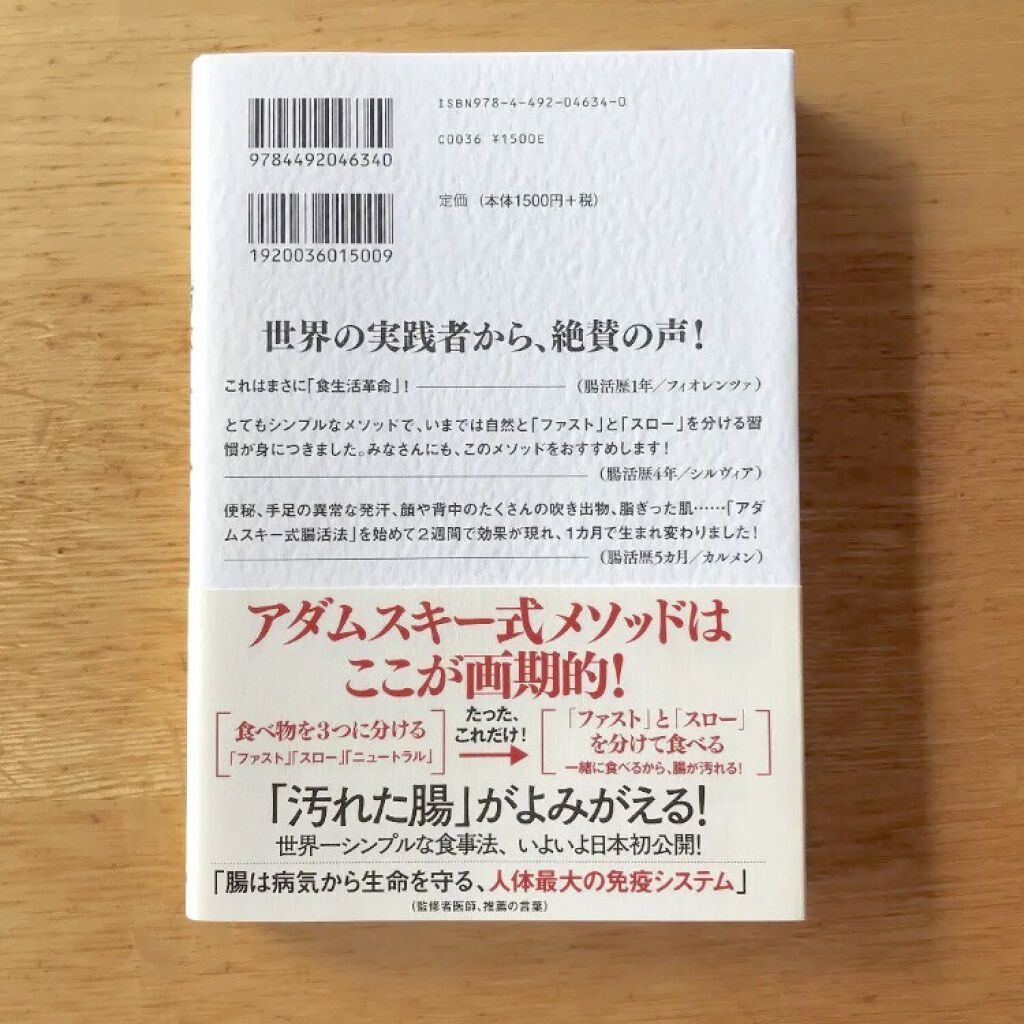 ISBN978-4-492-04634-0
9784492046340
C0036 ¥1500E
定価（本体1500円＋税）
1920036015009
世界の実践者から、絶賛の声！
これはまさに「食生活革命」！ （腸活歴1年／フィオレンツァ）
とてもシンプルなメソッドで、いまでは自然と「ファスト」と「スロー」を分ける習
慣が身につきました。みなさんにも、このメソッドをおすすめします！
（腸活歴4年／シルヴィア）
便秘、手足の異常な発汗、顔や背中のたくさんの吹き出物、脂ぎった肌……「アダ
ムスキー式腸活法」を始めて2週間で効果が現れ、1カ月で生まれ変わりました！
（腸活歴5カ月／カルメン）
アダムスキー式メソッドは
ここが画期的！
食べ物を3つに分ける
「ファスト」「スロー」「ニュートラル」
たった、
これだけ！
「ファスト」と「スロー」
を分けて食べる
一緒に食べるから、腸が汚れる！
「汚れた腸」がよみがえる！
世界一シンプルな食事法、いよいよ日本初公開！
「腸は病気から生命を守る、人体最大の免疫システム」
（監修者医師、推薦の言葉）